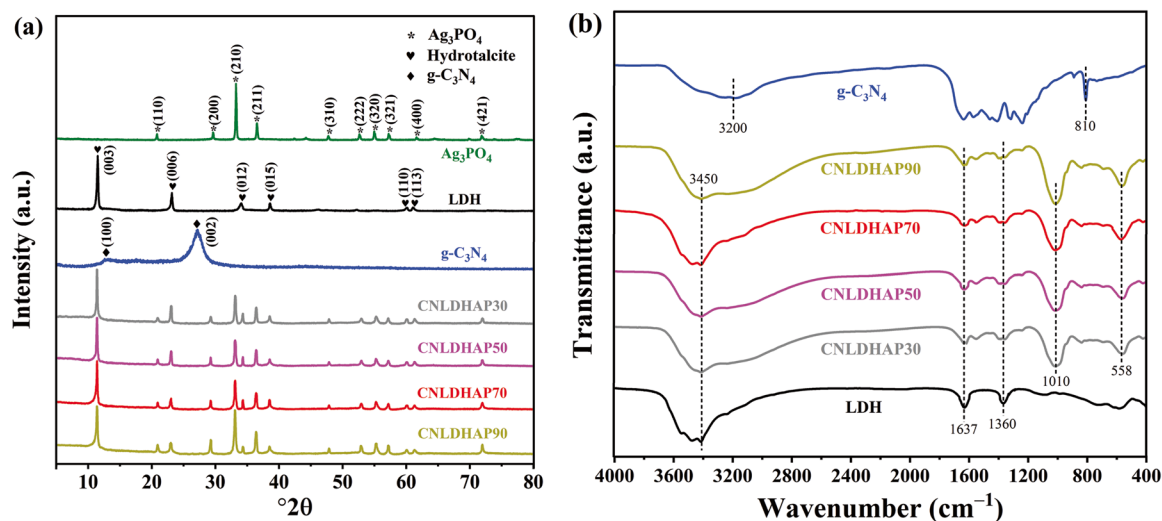 (a)
* Ag₃PO₄
♥ Hydrotalcite
♦ g-C₃N₄
(110)
(200)
(210)
(211)
(310)
(222)
(320)
(321)
(400)
(421)
Ag₃PO₄
(003)
(006)
(012)
(015)
(110)
(113)
LDH
(100)
(002)
g-C₃N₄
CNLDHAP30
CNLDHAP50
CNLDHAP70
CNLDHAP90
10 20 30 40 50 60 70 80
°2θ
Intensity (a.u.)
(b)
g-C₃N₄
3200
810
CNLDHAP90
3450
CNLDHAP70
CNLDHAP50
CNLDHAP30
1010
558
LDH
1637
1360
4000 3600 3200 2800 2400 2000 1600 1200 800 400
Wavenumber (cm⁻¹)
Transmittance (a.u.)